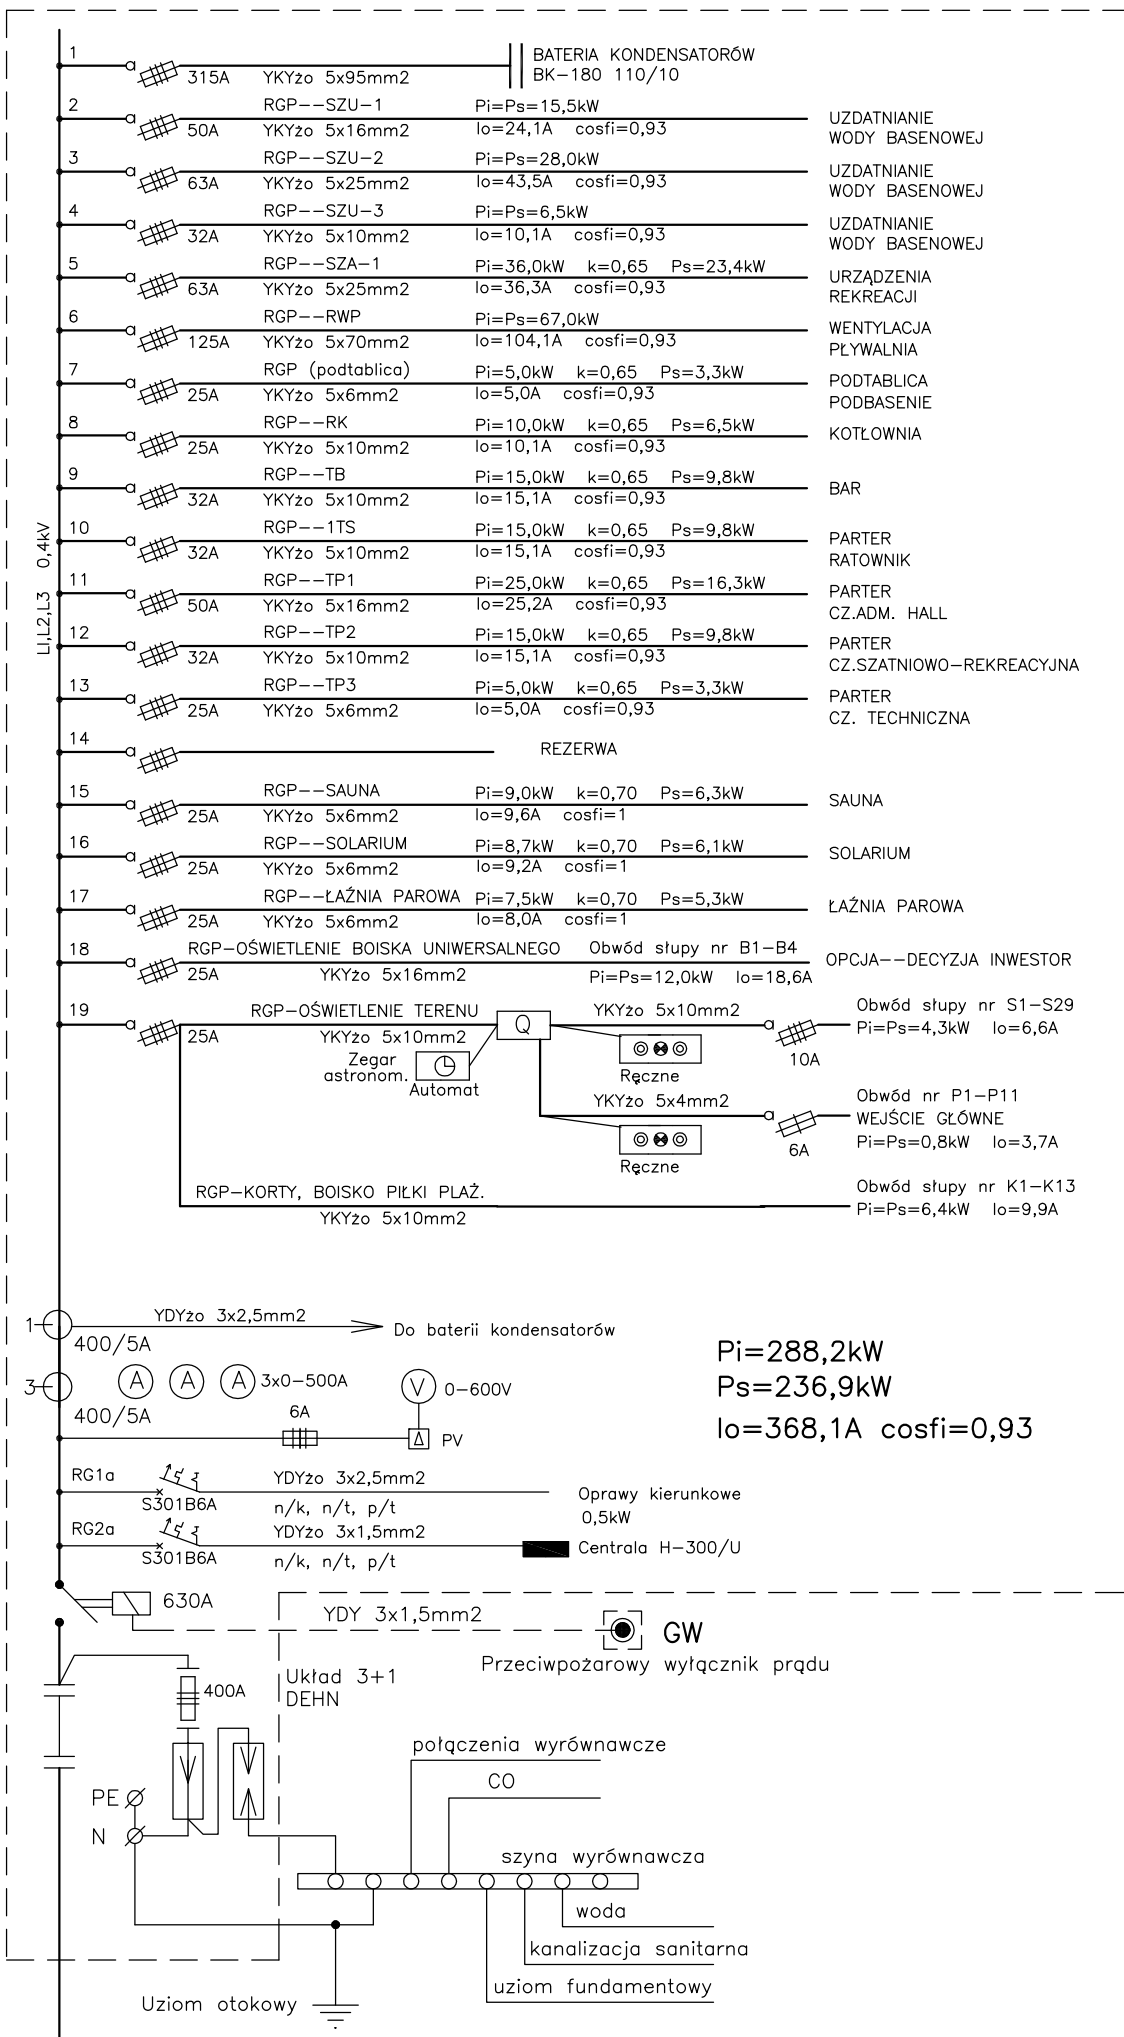 1
BATERIA KONDENSATORÓW
315A YKYżo 5x95mm2 BK-180 110/10
2 RGP--SZU-1 Pi=Ps=15,5kW UZDATNIANIE
50A YKYżo 5x16mm2 Io=24,1A cosfi=0,93 WODY BASENOWEJ
3 RGP--SZU-2 Pi=Ps=28,0kW UZDATNIANIE
63A YKYżo 5x25mm2 Io=43,5A cosfi=0,93 WODY BASENOWEJ
4 RGP--SZU-3 Pi=Ps=6,5kW UZDATNIANIE
32A YKYżo 5x10mm2 Io=10,1A cosfi=0,93 WODY BASENOWEJ
5 RGP--SZA-1 Pi=36,0kW k=0,65 Ps=23,4kW URZĄDZENIA
63A YKYżo 5x25mm2 Io=36,3A cosfi=0,93 REKREACJI
6 RGP--RWP Pi=Ps=67,0kW WENTYLACJA
125A YKYżo 5x70mm2 Io=104,1A cosfi=0,93 PŁYWALNIA
7 RGP (podtablica) Pi=5,0kW k=0,65 Ps=3,3kW PODTABLICA
25A YKYżo 5x6mm2 Io=5,0A cosfi=0,93 PODBASENIE
8 RGP--RK Pi=10,0kW k=0,65 Ps=6,5kW KOTŁOWNIA
25A YKYżo 5x10mm2 Io=10,1A cosfi=0,93
9 RGP--TB Pi=15,0kW k=0,65 Ps=9,8kW BAR
32A YKYżo 5x10mm2 Io=15,1A cosfi=0,93
LI,L2,L3 0,4kV
10 RGP--1TS Pi=15,0kW k=0,65 Ps=9,8kW PARTER
32A YKYżo 5x10mm2 Io=15,1A cosfi=0,93 RATOWNIK
11 RGP--TP1 Pi=25,0kW k=0,65 Ps=16,3kW PARTER
50A YKYżo 5x16mm2 Io=25,2A cosfi=0,93 CZ.ADM. HALL
12 RGP--TP2 Pi=15,0kW k=0,65 Ps=9,8kW PARTER
32A YKYżo 5x10mm2 Io=15,1A cosfi=0,93 CZ.SZATNIOWO-REKREACYJNA
13 RGP--TP3 Pi=5,0kW k=0,65 Ps=3,3kW PARTER
25A YKYżo 5x6mm2 Io=5,0A cosfi=0,93 CZ. TECHNICZNA
14 REZERWA
15 RGP--SAUNA Pi=9,0kW k=0,70 Ps=6,3kW SAUNA
25A YKYżo 5x6mm2 Io=9,6A cosfi=1
16 RGP--SOLARIUM Pi=8,7kW k=0,70 Ps=6,1kW SOLARIUM
25A YKYżo 5x6mm2 Io=9,2A cosfi=1
17 RGP--ŁAŹNIA PAROWA Pi=7,5kW k=0,70 Ps=5,3kW ŁAŹNIA PAROWA
25A YKYżo 5x6mm2 Io=8,0A cosfi=1
18 RGP-OŚWIETLENIE BOISKA UNIWERSALNEGO Obwód słupy nr B1-B4 OPCJA--DECYZJA INWESTOR
25A YKYżo 5x16mm2 Pi=Ps=12,0kW Io=18,6A
19 RGP-OŚWIETLENIE TERENU Q YKYżo 5x10mm2 Obwód słupy nr S1-S29
25A YKYżo 5x10mm2 Pi=Ps=4,3kW Io=6,6A
10A
Ręczne
Zegar
astronom.
Automat
YKYżo 5x4mm2 Obwód nr P1-P11
WEJŚCIE GŁÓWNE
6A Pi=Ps=0,8kW Io=3,7A
Ręczne
RGP-KORTY, BOISKO PIŁKI PLAŻ. Obwód słupy nr K1-K13
YKYżo 5x10mm2 Pi=Ps=6,4kW Io=9,9A
1 YDYżo 3x2,5mm2 Do baterii kondensatorów
400/5A
3 A A A 3x0-500A V 0-600V
400/5A
6A PV
Pi=288,2kW
Ps=236,9kW
Io=368,1A cosfi=0,93
RG1a YDYżo 3x2,5mm2 Oprawy kierunkowe
S301B6A n/k, n/t, p/t 0,5kW
RG2a YDYżo 3x1,5mm2 Centrala H-300/U
S301B6A n/k, n/t, p/t
630A
YDY 3x1,5mm2 GW
Przeciwpożarowy wyłącznik prądu
Układ 3+1
DEHN
400A
połączenia wyrównawcze
CO
PE
N
szyna wyrównawcza
woda
kanalizacja sanitarna
uziom fundamentowy
Uziom otokowy